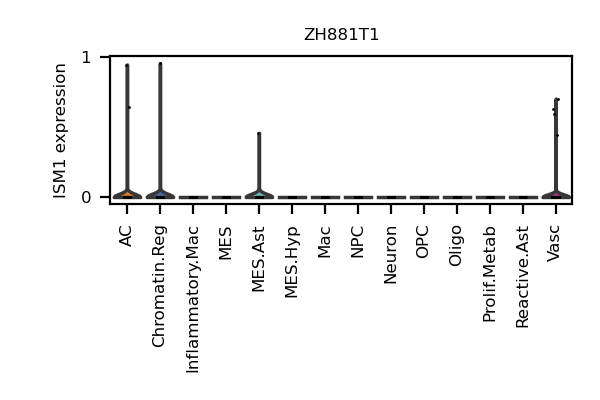 ZH881T1
ISM1 expression
1
0
AC
Chromatin.Reg
Inflammatory.Mac
MES
MES.Ast
MES.Hyp
Mac
NPC
Neuron
OPC
Oligo
Prolif.Metab
Reactive.Ast
Vasc